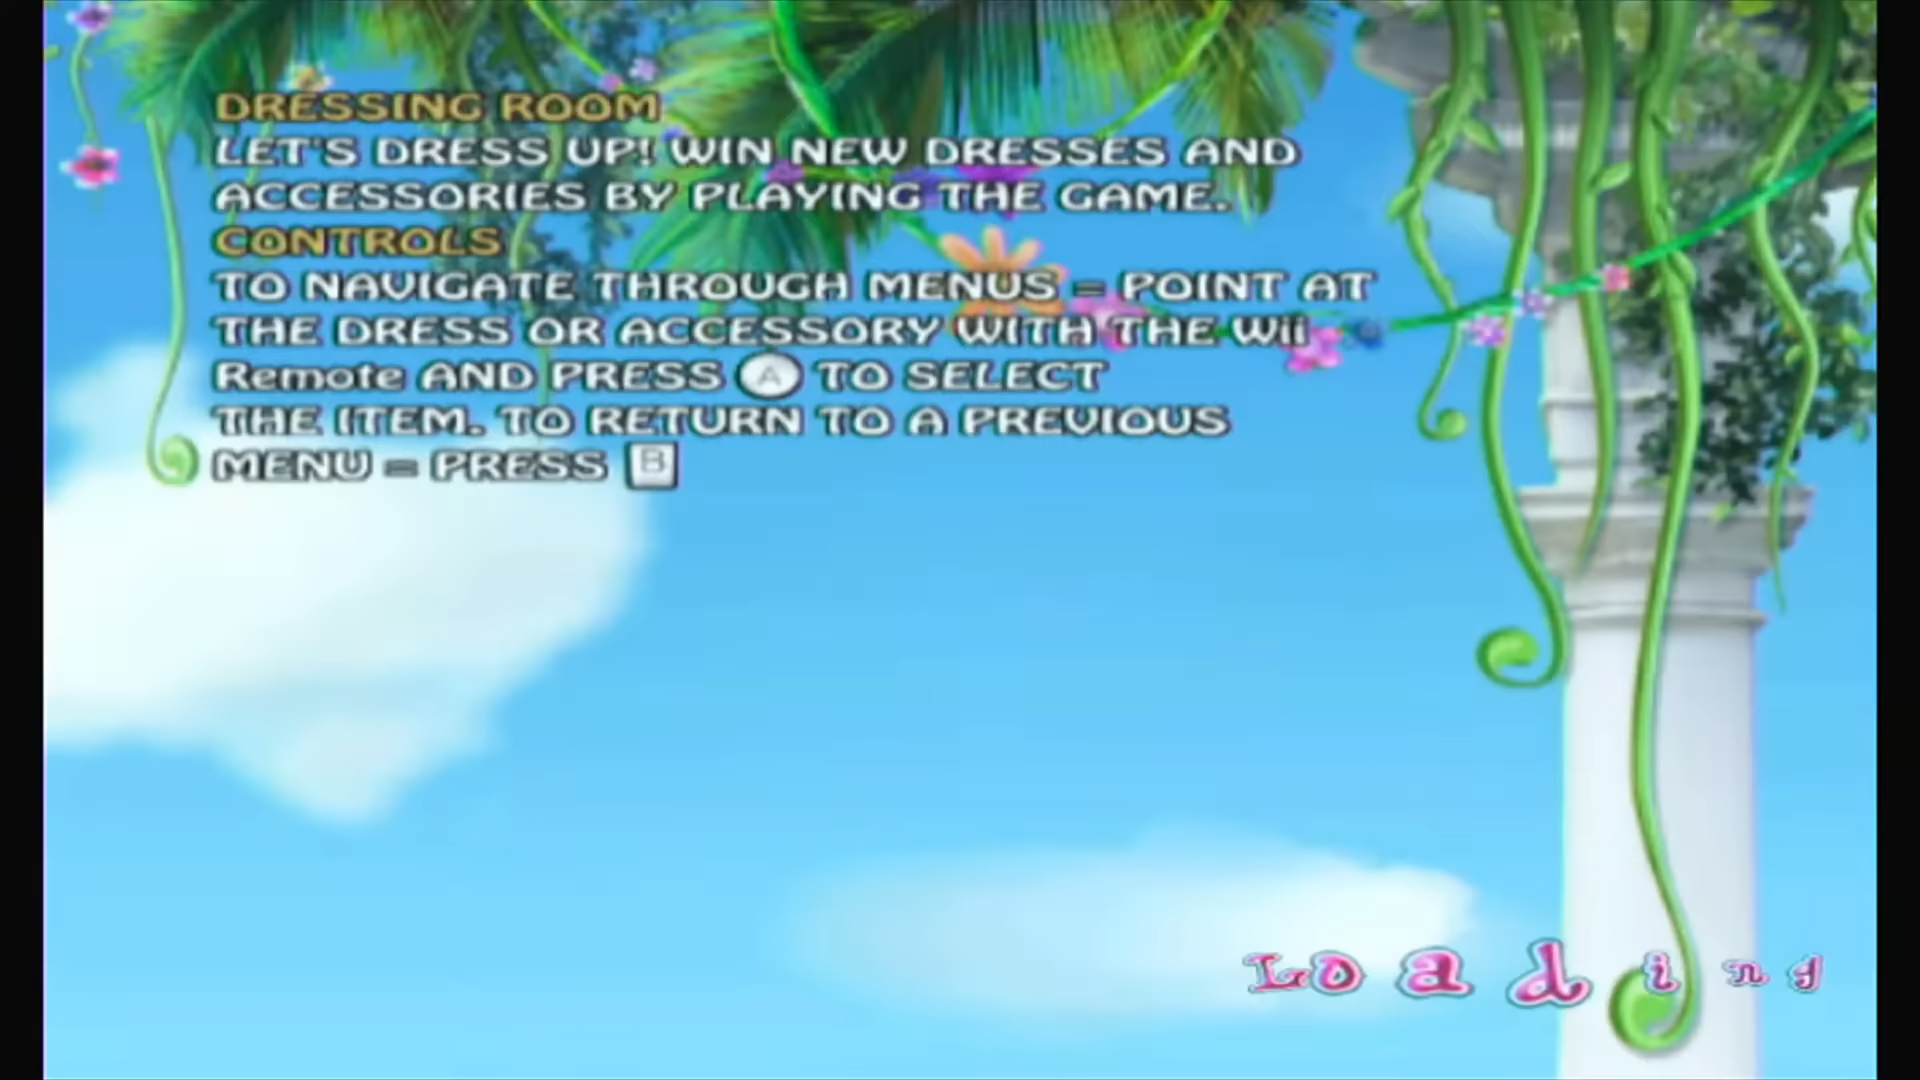 DRESSING ROOM
LET'S DRESS UP! WIN NEW DRESSES AND
ACCESSORIES BY PLAYING THE GAME.
CONTROLS
TO NAVIGATE THROUGH MENUS = POINT AT
THE DRESS OR ACCESSORY WITH THE Wii
Remote AND PRESS A TO SELECT
THE ITEM. TO RETURN TO A PREVIOUS
MENU = PRESS B
Loading